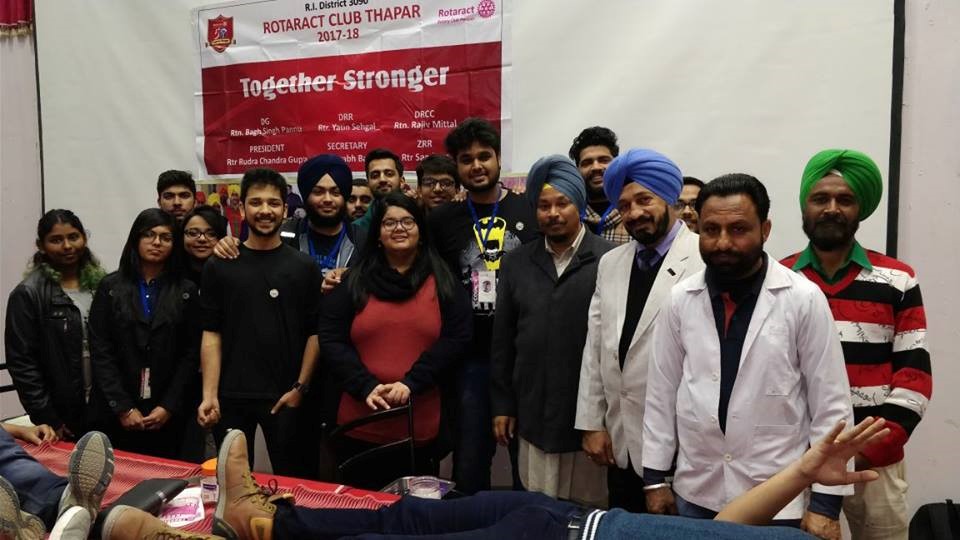 R.I. District 3090
ROTARACT CLUB THAPAR
2017-18
Rotaract
Together Stronger
DG
Rtn. Bagh Singh Pannu
DRR
Rtr. Yatin Sehgal
DRCC
Rtn. Rajiv Mittal
PRESIDENT
Rtr Rudra Chandra Gup
SECRETARY
ZRR